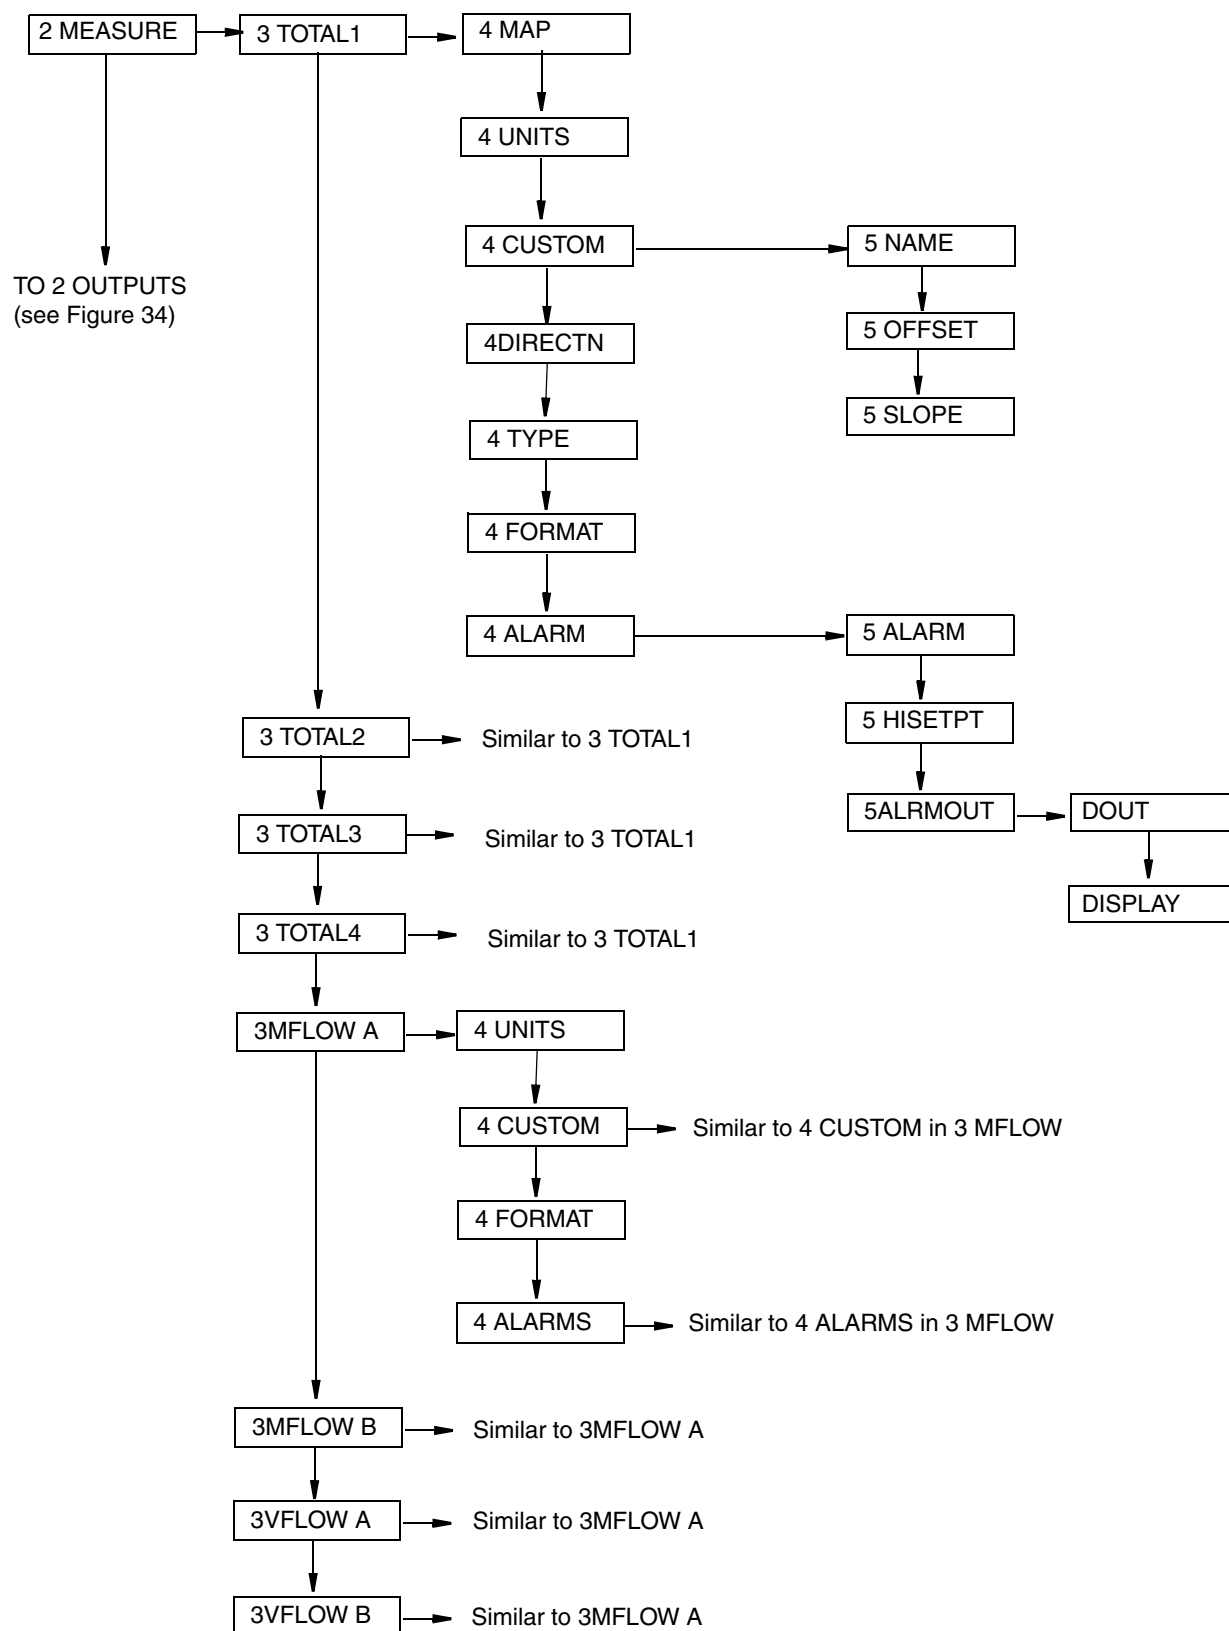 2 MEASURE
3 TOTAL1
4 MAP
4 UNITS
4 CUSTOM
5 NAME
TO 2 OUTPUTS
(see Figure 34)
4DIRECTN
5 OFFSET
5 SLOPE
4 TYPE
4 FORMAT
4 ALARM
5 ALARM
5 HISETPT
3 TOTAL2
Similar to 3 TOTAL1
5ALRMOUT
DOUT
3 TOTAL3
Similar to 3 TOTAL1
DISPLAY
3 TOTAL4
Similar to 3 TOTAL1
3MFLOW A
4 UNITS
4 CUSTOM
Similar to 4 CUSTOM in 3 MFLOW
4 FORMAT
4 ALARMS
Similar to 4 ALARMS in 3 MFLOW
3MFLOW B
Similar to 3MFLOW A
3VFLOW A
Similar to 3MFLOW A
3VFLOW B
Similar to 3MFLOW A